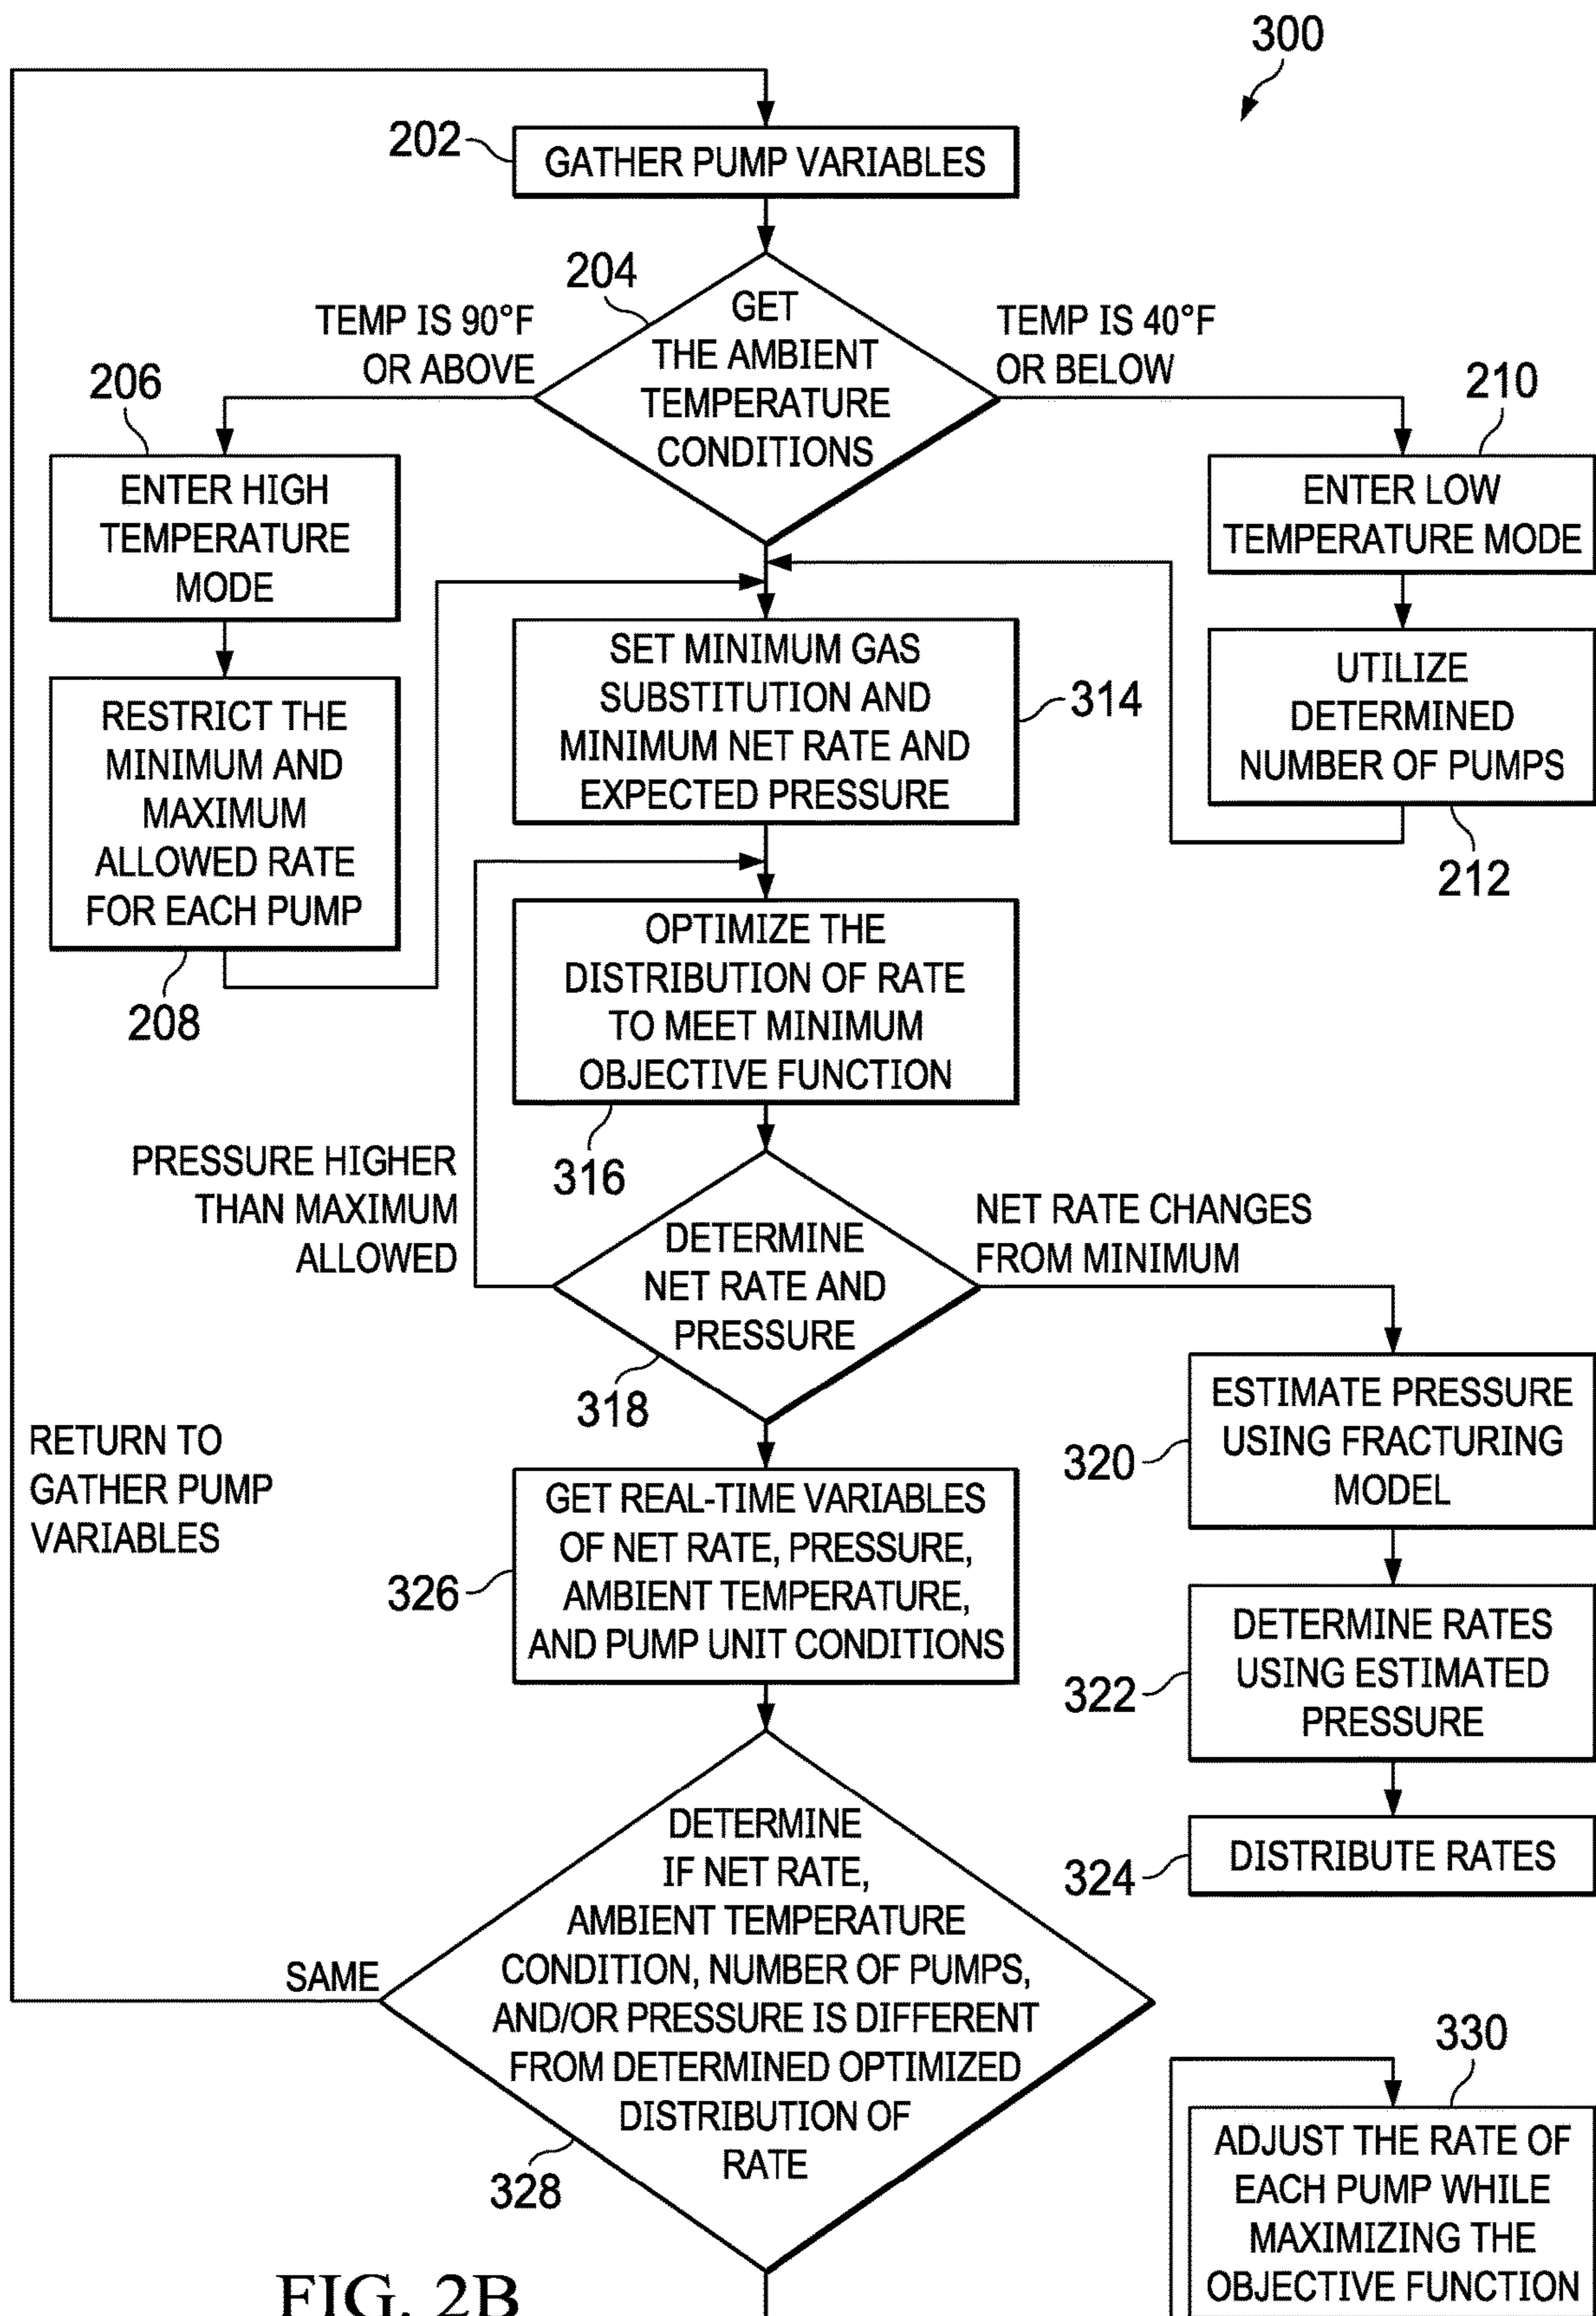 300
202
GATHER PUMP VARIABLES
204
GET
THE AMBIENT
TEMPERATURE
CONDITIONS
TEMP IS 90°F
OR ABOVE
TEMP IS 40°F
OR BELOW
206
ENTER HIGH
TEMPERATURE
MODE
210
ENTER LOW
TEMPERATURE MODE
RESTRICT THE
MINIMUM AND
MAXIMUM
ALLOWED RATE
FOR EACH PUMP
208
SET MINIMUM GAS
SUBSTITUTION AND
MINIMUM NET RATE AND
EXPECTED PRESSURE
314
UTILIZE
DETERMINED
NUMBER OF PUMPS
212
OPTIMIZE THE
DISTRIBUTION OF RATE
TO MEET MINIMUM
OBJECTIVE FUNCTION
316
PRESSURE HIGHER
THAN MAXIMUM
ALLOWED
DETERMINE
NET RATE AND
PRESSURE
318
NET RATE CHANGES
FROM MINIMUM
ESTIMATE PRESSURE
USING FRACTURING
MODEL
320
RETURN TO
GATHER PUMP
VARIABLES
GET REAL-TIME VARIABLES
OF NET RATE, PRESSURE,
AMBIENT TEMPERATURE,
AND PUMP UNIT CONDITIONS
326
DETERMINE RATES
USING ESTIMATED
PRESSURE
322
DISTRIBUTE RATES
324
DETERMINE
IF NET RATE,
AMBIENT TEMPERATURE
CONDITION, NUMBER OF PUMPS,
AND/OR PRESSURE IS DIFFERENT
FROM DETERMINED OPTIMIZED
DISTRIBUTION OF
RATE
SAME
328
330
ADJUST THE RATE OF
EACH PUMP WHILE
MAXIMIZING THE
OBJECTIVE FUNCTION
FIG. 2B